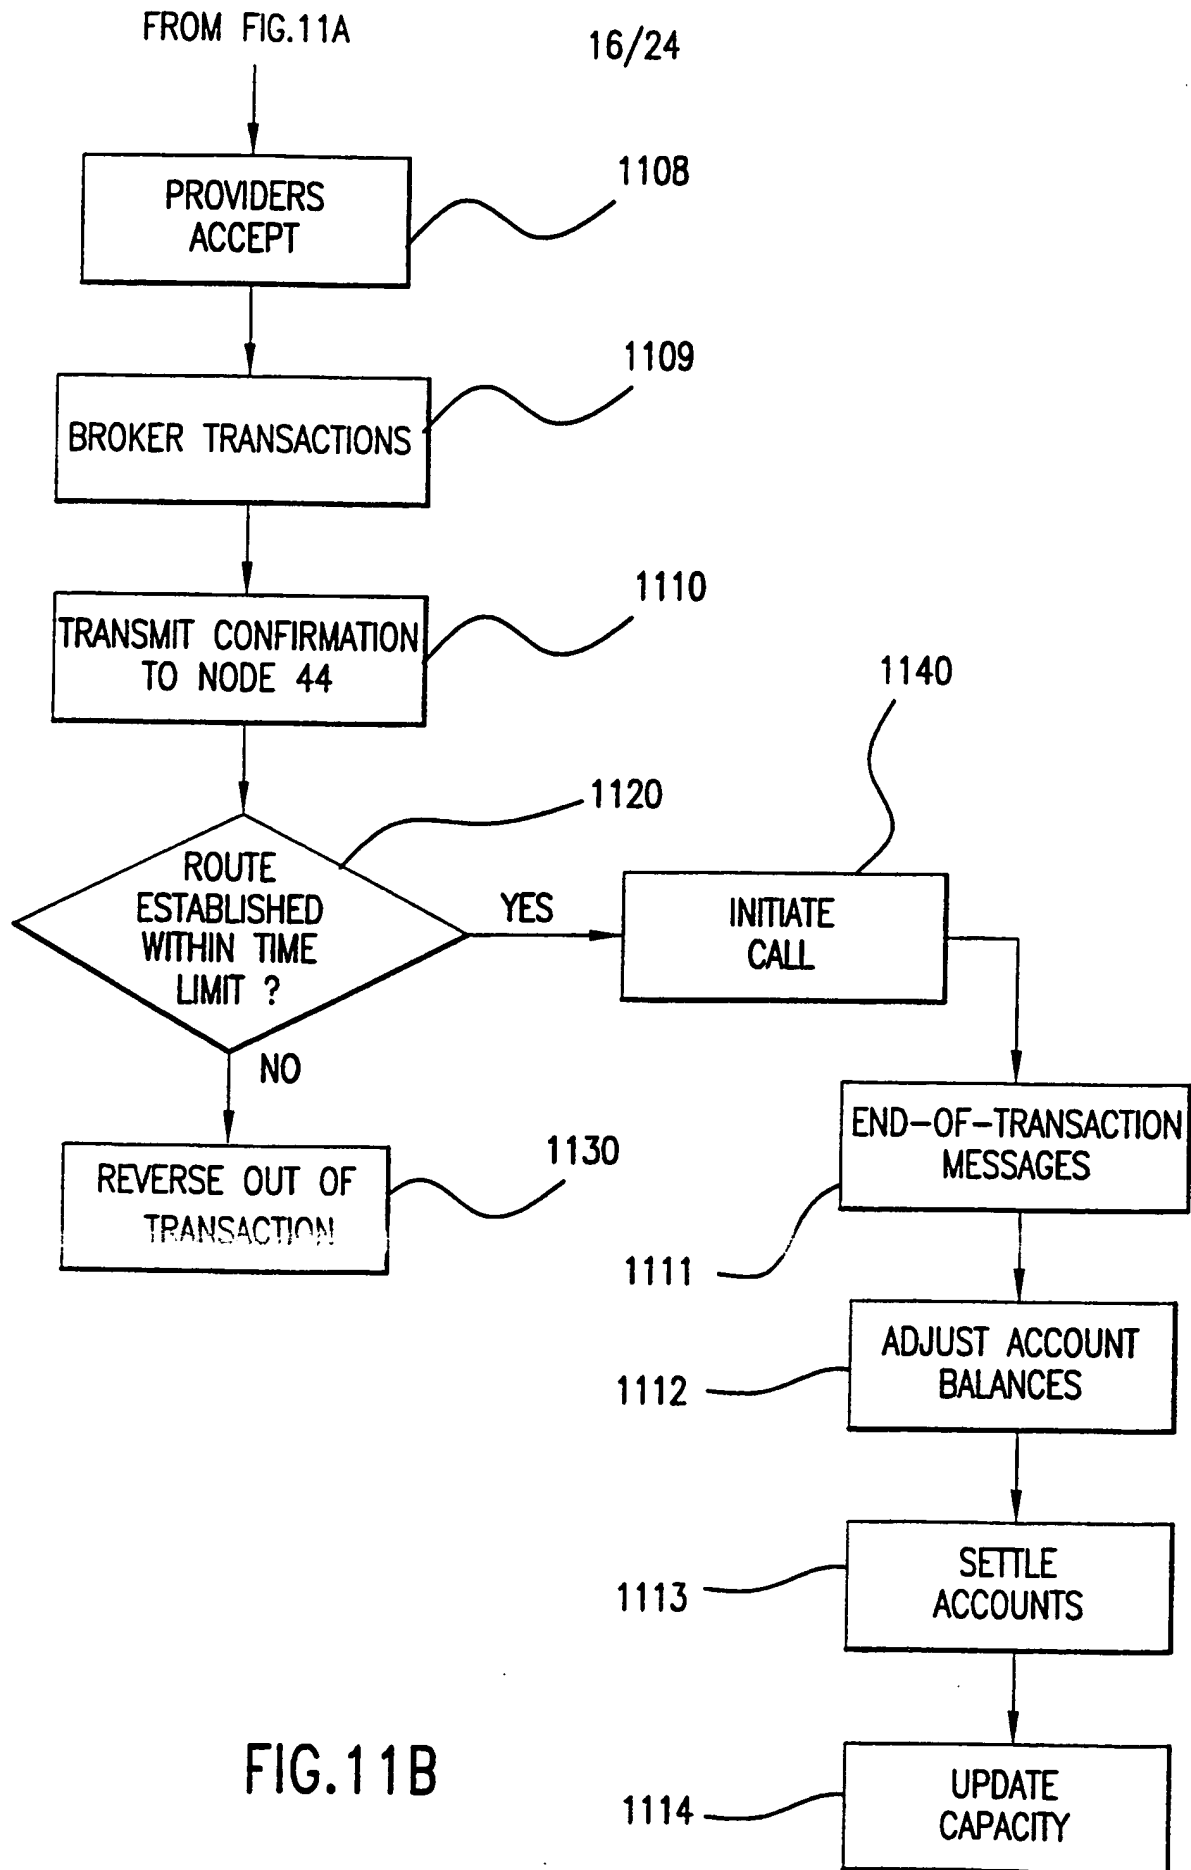 FROM FIG.11A
16/24
PROVIDERS
ACCEPT
1108
BROKER TRANSACTIONS
1109
TRANSMIT CONFIRMATION
TO NODE 44
1110
ROUTE
ESTABLISHED
WITHIN TIME
LIMIT ?
1120
YES
NO
INITIATE
CALL
1140
REVERSE OUT OF
TRANSACTION
1130
END-OF-TRANSACTION
MESSAGES
1111
ADJUST ACCOUNT
BALANCES
1112
SETTLE
ACCOUNTS
1113
UPDATE
CAPACITY
1114
FIG.11B